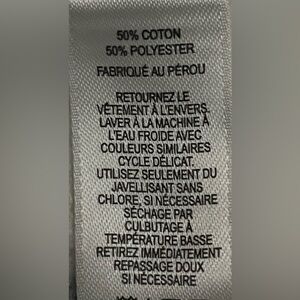 50% COTON
50% POLYESTER
FABRIQUÉ AU PÉROU
RETOURNEZ LE
VÊTEMENT À L'ENVERS.
LAVER À LA MACHINE À
L'EAU FROIDE AVEC
COULEURS SIMILAIRES
CYCLE DÉLICAT.
UTILISEZ SEULEMENT DU
JAVELLISANT SANS
CHLORE, SI NÉCESSAIRE
SÉCHAGE PAR
CULBUTAGE À
TEMPÉRATURE BASSE
RETIREZ IMMÉDIATEMENT
REPASSAGE DOUX
SI NÉCESSAIRE